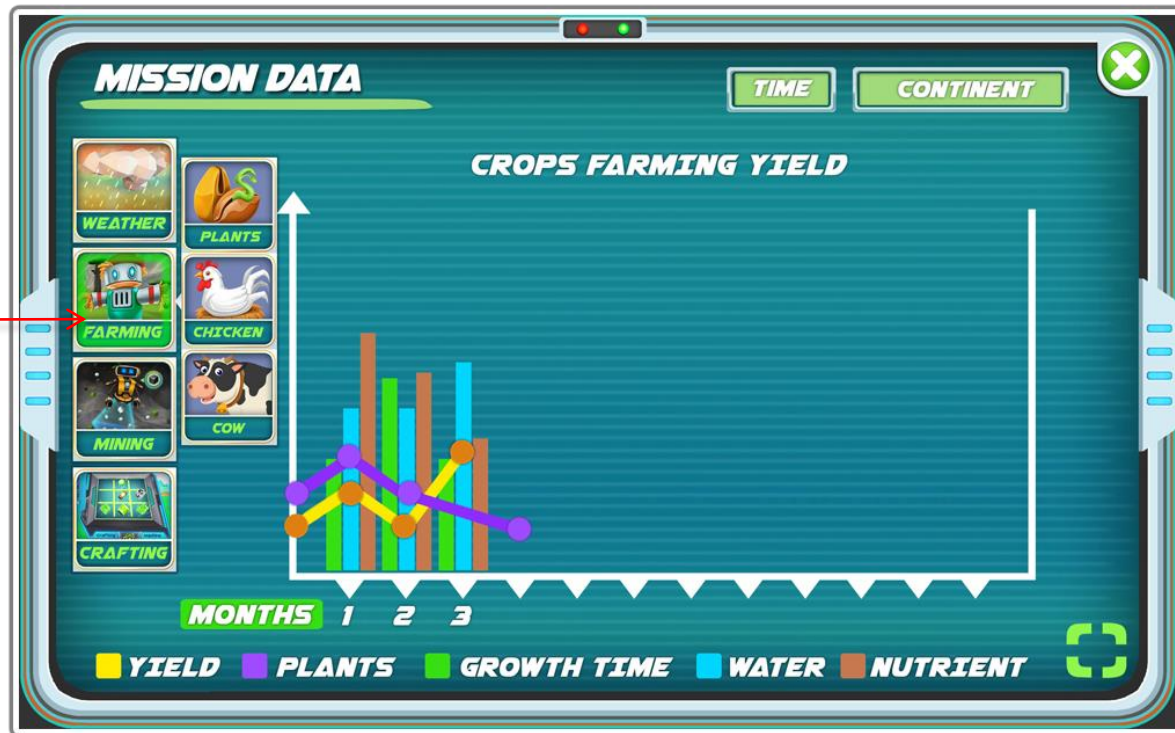 MISSION DATA
TIME
CONTINENT
CROPS FARMING YIELD
WEATHER
PLANTS
FARMING
CHICKEN
MINING
COW
CRAFTING
MONTHS 1 2 3
YIELD PLANTS GROWTH TIME WATER NUTRIENT